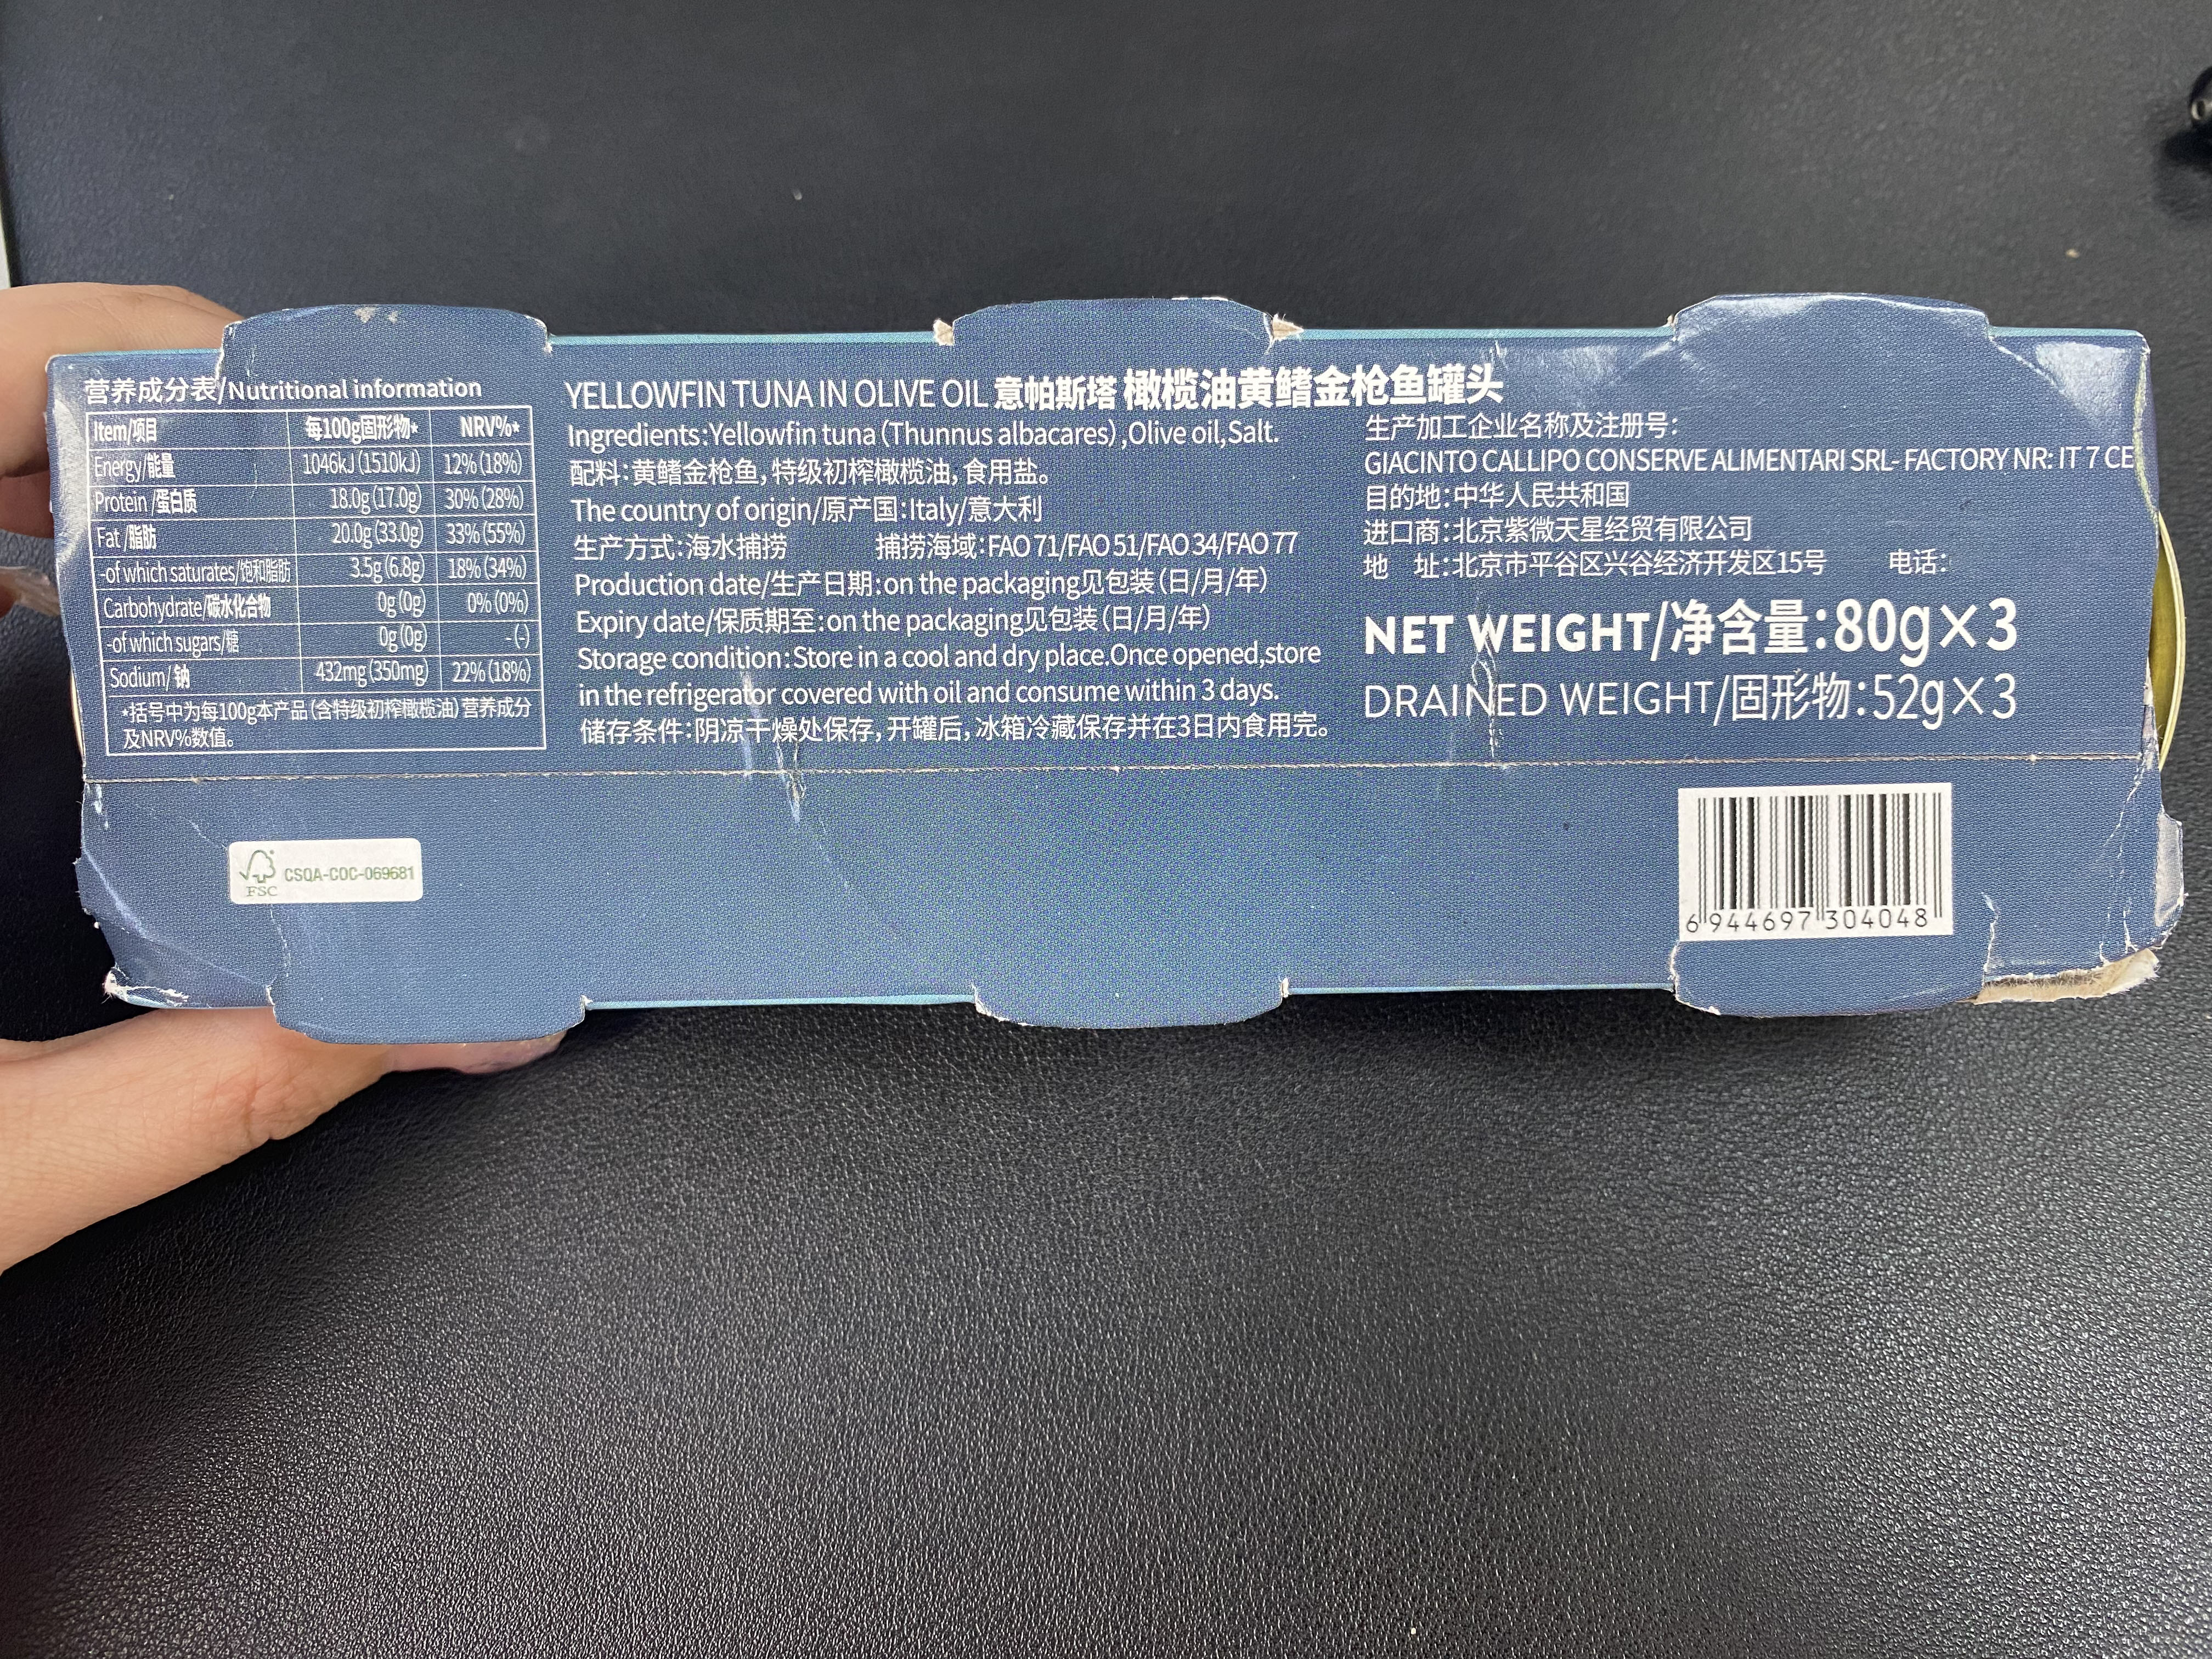 营养成分表/Nutritional information
Item/项目 每100g固形物* NRV%*
Energy/能量 1046kJ (1510kJ) 12% (18%)
Protein /蛋白质 18.0g (17.0g) 30% (28%)
Fat /脂肪 20.0g (33.0g) 33% (55%)
-of which saturates/饱和脂肪 3.5g (6.8g) 18% (34%)
Carbohydrate/碳水化合物 0g (0g) 0% (0%)
-of which sugars/糖 0g (0g) - (-)
Sodium/ 钠 432mg (350mg) 22% (18%)
*括号中为每100g本产品（含特级初榨橄榄油）营养成分
及NRV%数值。
YELLOWFIN TUNA IN OLIVE OIL 意帕斯塔 橄榄油黄鳍金枪鱼罐头
Ingredients:Yellowfin tuna (Thunnus albacares) ,Olive oil,Salt.
配料：黄鳍金枪鱼，特级初榨橄榄油，食用盐。
The country of origin/原产国：Italy/意大利
生产方式：海水捕捞 捕捞海域：FAO 71/FAO 51/FAO 34/FAO 77
Production date/生产日期：on the packaging见包装（日/月/年）
Expiry date/保质期至：on the packaging见包装（日/月/年）
Storage condition:Store in a cool and dry place.Once opened,store
in the refrigerator covered with oil and consume within 3 days.
储存条件：阴凉干燥处保存，开罐后，冰箱冷藏保存并在3日内食用完。
生产加工企业名称及注册号：
GIACINTO CALLIPO CONSERVE ALIMENTARI SRL- FACTORY NR: IT 7 CE
目的地：中华人民共和国
进口商：北京紫微天星经贸有限公司
地 址：北京市平谷区兴谷经济开发区15号 电话：
NET WEIGHT/净含量：80g×3
DRAINED WEIGHT/固形物：52g×3
FSC CSQA-COC-069681
6 944697 304048